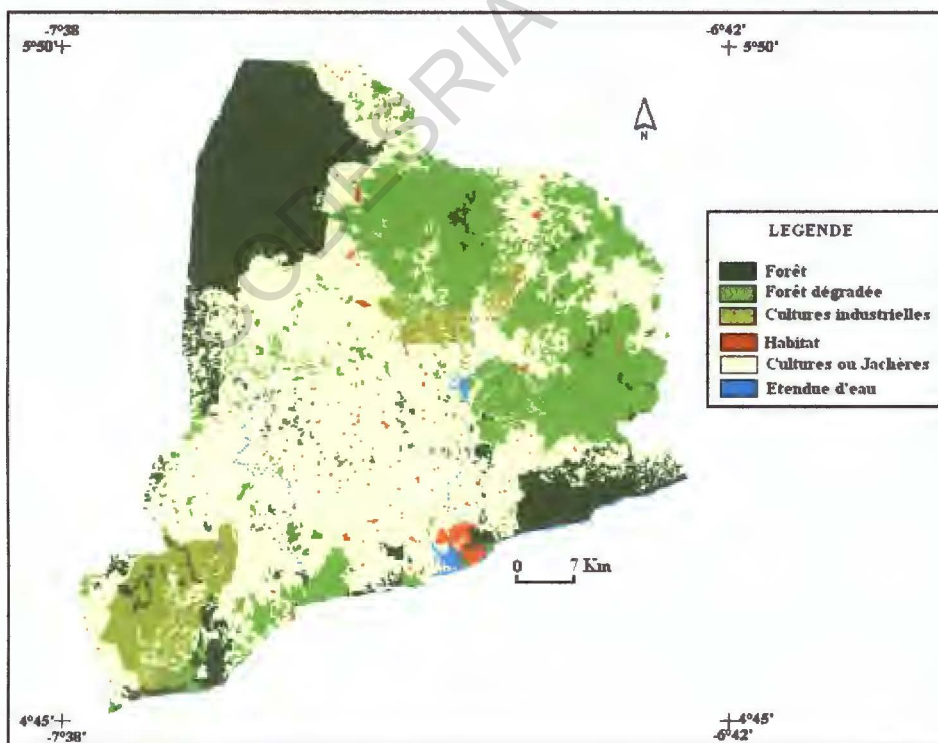 -7°38
5°50'
-6°42'
5°50'
CODESRIA
N
LEGENDE
Forêt
Forêt dégradée
Cultures industrielles
Habitat
Cultures ou Jachères
Etendue d'eau
0 7 Km
4°45'
-7°38'
4°45'
-6°42'